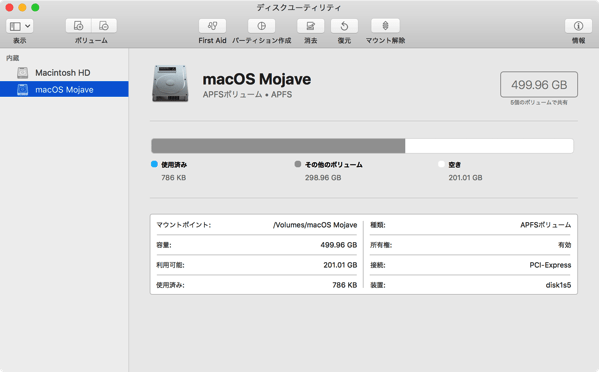 ディスクユーティリティ
表示
ボリューム
First Aid
パーティション作成
消去
復元
マウント解除
情報
内蔵
Macintosh HD
macOS Mojave
macOS Mojave
APFSボリューム • APFS
499.96 GB
5個のボリュームで共有
使用済み
786 KB
その他のボリューム
298.96 GB
空き
201.01 GB
マウントポイント: /Volumes/macOS Mojave
容量: 499.96 GB
利用可能: 201.01 GB
使用済み: 786 KB
種類: APFSボリューム
所有権: 有効
接続: PCI-Express
装置: disk1s5